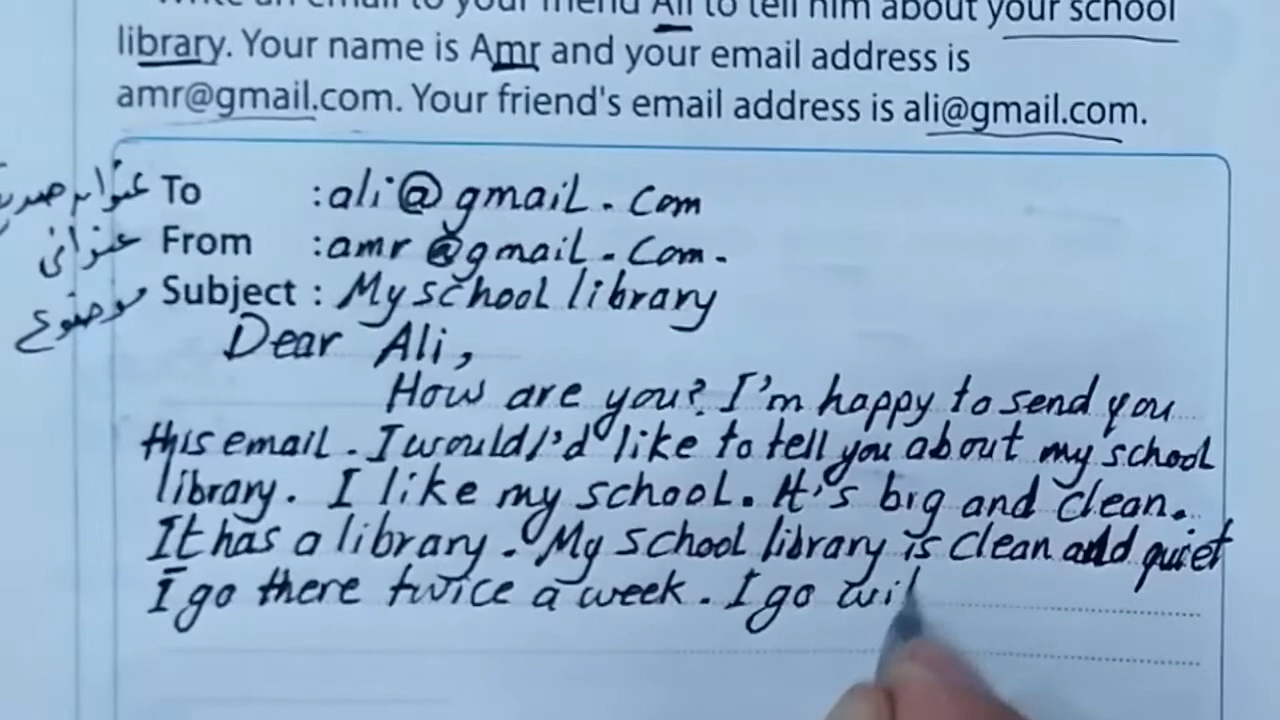 Write an email to your friend Ali to tell him about your school
library. Your name is Amr and your email address is
amr@gmail.com. Your friend's email address is ali@gmail.com.
عنوان To :ali@gmail.com
عنواني From :amr@gmail.com.
موضوع Subject : My school library
Dear Ali,
How are you? I'm happy to send you
this email. I would/I'd like to tell you about my school
library. I like my school. It's big and clean.
It has a library. My school library is clean and quiet
I go there twice a week. I go